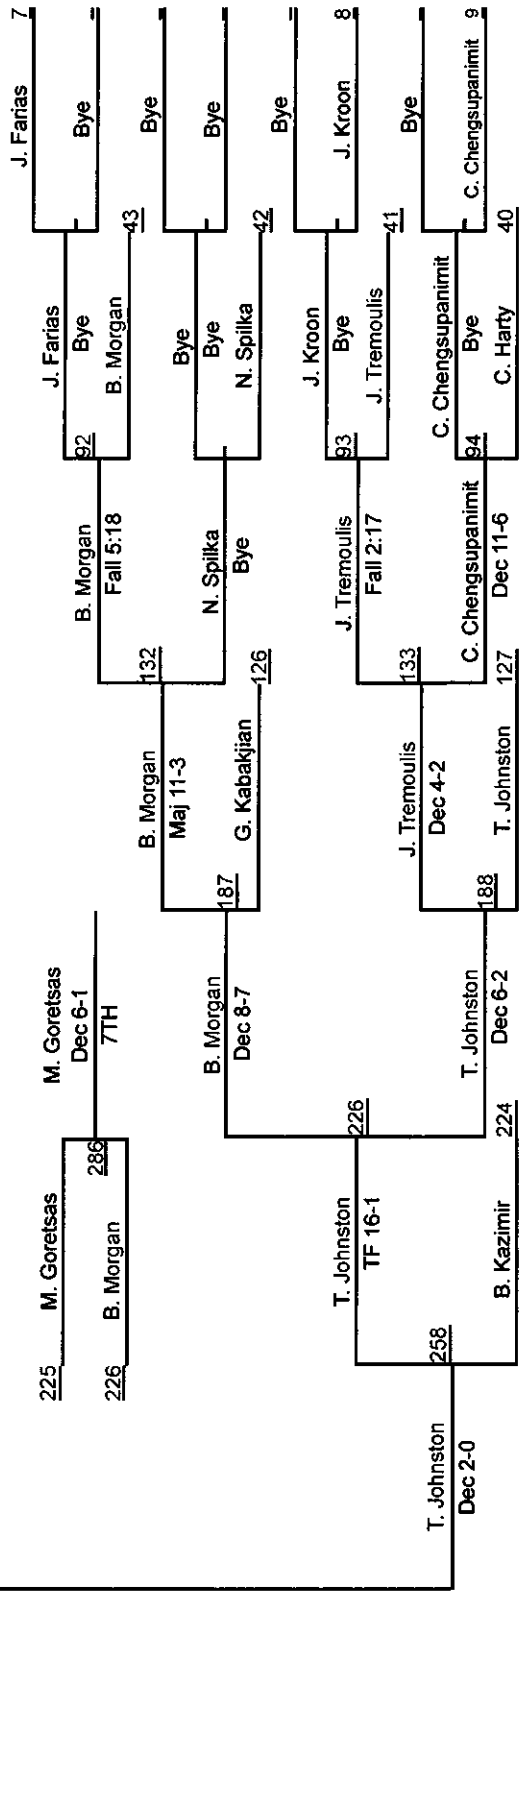 T. Johnston
Dec 2-0
225
M. Goretsas
286
B. Morgan
226
T. Johnston
TF 16-1
258
B. Kazimir
224
M. Goretsas
Dec 6-1
7TH
B. Morgan
Dec 8-7
226
T. Johnston
Dec 6-2
B. Morgan
Maj 11-3
187
G. Kabakjian
126
J. Tremoulis
Dec 4-2
188
T. Johnston
127
B. Morgan
Fall 5:18
132
N. Spilka
Bye
J. Tremoulis
Fall 2:17
133
C. Chengsupanimit
Dec 11-6
J. Farias
Bye
92
B. Morgan
43
Bye
Bye
N. Spilka
42
J. Kroon
Bye
93
J. Tremoulis
41
C. Chengsupanimit
Bye
94
C. Harty
40
J. Farias
7
Bye
Bye
Bye
Bye
J. Kroon
8
Bye
C. Chengsupanimit
9